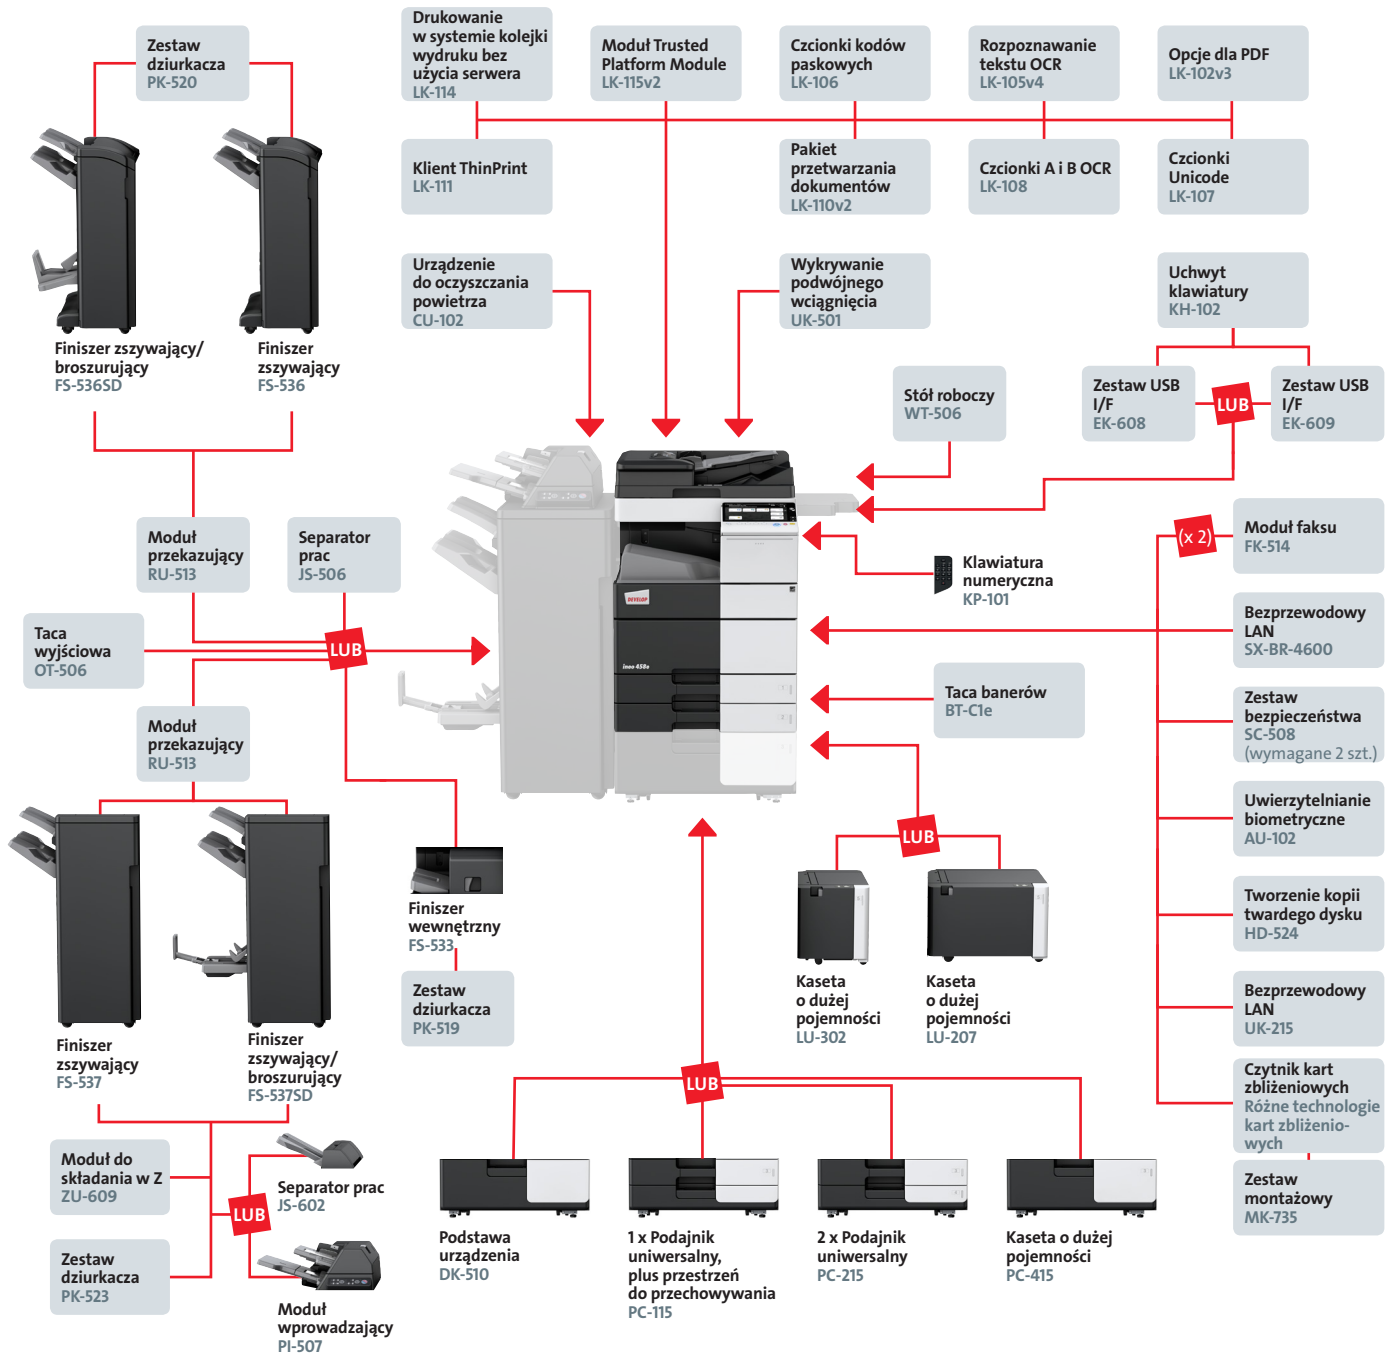 Zestaw
dziurkacza
PK-520
Drukowanie
w systemie kolejki
wydruku bez
użycia serwera
LK-114
Moduł Trusted
Platform Module
LK-115v2
Czcionki kodów
paskowych
LK-106
Rozpoznawanie
tekstu OCR
LK-105v4
Opcje dla PDF
LK-102v3
Klient ThinPrint
LK-111
Pakiet
przetwarzania
dokumentów
LK-110v2
Czcionki A i B OCR
LK-108
Czcionki
Unicode
LK-107
Urządzenie
do oczyszczania
powietrza
CU-102
Wykrywanie
podwójnego
wciągnięcia
UK-501
Uchwyt
klawiatury
KH-102
Finiszer zszywający/
broszurujący
FS-536SD
Finiszer
zszywający
FS-536
Stół roboczy
WT-506
Zestaw USB
I/F
EK-608
LUB
Zestaw USB
I/F
EK-609
Moduł
przekazujący
RU-513
Separator
prac
JS-506
(x 2)
Moduł faksu
FK-514
Klawiatura
numeryczna
KP-101
DEVELOP
ineo 458e
Taca
wyjściowa
OT-506
LUB
Bezprzewodowy
LAN
SX-BR-4600
Taca banerów
BT-C1e
Zestaw
bezpieczeństwa
SC-508
(wymagane 2 szt.)
Moduł
przekazujący
RU-513
Uwierzytelnianie
biometryczne
AU-102
LUB
Finiszer
wewnętrzny
FS-533
Tworzenie kopii
twardego dysku
HD-524
Zestaw
dziurkacza
PK-519
Kaseta
o dużej
pojemności
LU-302
Kaseta
o dużej
pojemności
LU-207
Bezprzewodowy
LAN
UK-215
Finiszer
zszywający
FS-537
Finiszer
zszywający/
broszurujący
FS-537SD
LUB
Czytnik kart
zbliżeniowych
Różne technologie
kart zbliżenio-
wych
Moduł do
składania w Z
ZU-609
Separator prac
JS-602
LUB
Zestaw
montażowy
MK-735
Zestaw
dziurkacza
PK-523
Moduł
wprowadzający
PI-507
Podstawa
urządzenia
DK-510
1 x Podajnik
uniwersalny,
plus przestrzeń
do przechowywania
PC-115
2 x Podajnik
uniwersalny
PC-215
Kaseta o dużej
pojemności
PC-415